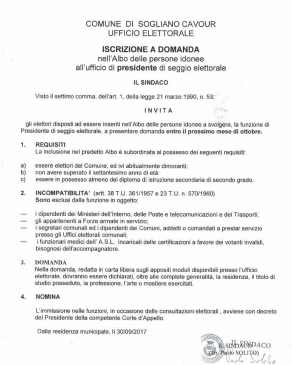 COMUNE DI SOGLIANO CAVOUR
UFFICIO ELETTORALE
ISCRIZIONE A DOMANDA
nell'Albo delle persone idonee
all'ufficio di presidente di seggio elettorale
IL SINDACO
Visto il settimo comma, dell'art. 1, della legge 21 marzo 1990, n. 53;
INVITA
gli elettori disposti ad essere inseriti nell'Albo delle persone idonee a svolgere, la funzione di
Presidente di seggio elettorale, a presentare domanda entro il prossimo mese di ottobre.
1. REQUISITI
La inclusione nel predetto Albo è subordinata al possesso dei seguenti requisiti:
a) essere elettori del Comune, ed ivi abitualmente dimoranti;
b) non avere superato il settantesimo anno di età;
c) essere in possesso almeno del diploma di istruzione secondaria di secondo grado.
2. INCOMPATIBILITA' (artt. 38 T.U. 361/1957 e 23 T.U. n. 570/1960)
Sono esclusi dalla funzione in oggetto:
— i dipendenti dei Ministeri dell'Interno, delle Poste e telecomunicazioni e dei Trasporti;
— gli appartenenti a Forze armate in servizio;
— i segretari comunali ed i dipendenti dei Comuni, addetti o comandati a prestare servizio
presso gli Uffici elettorali comunali;
— i funzionari medici dell'A.S.L, incaricati delle certificazioni a favore dei votanti invalidi,
bisognosi dell'accompagnatore.
3. DOMANDA
Nella domanda, redatta in carta libera sugli appositi moduli disponibili presso l'ufficio
elettorale, dovranno essere dichiarati, oltre alle complete generalità, la residenza, il titolo di
studio posseduto, la professione, l'arte o mestiere esercitati.
4. NOMINA
L'immissione nelle funzioni, in occasione delle consultazioni elettorali, avviene con decreto
del Presidente della competente Corte d'Appello.
Dalla residenza municipale, lì 30/09/2017
IL SINDACO
Paolo SOLITO